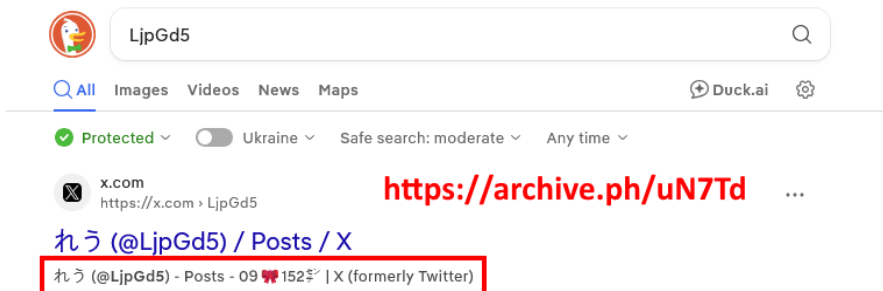 LjpGd5
All Images Videos News Maps Duck.ai
Protected Ukraine Safe search: moderate Any time
x.com
https://x.com › LjpGd5
https://archive.ph/uN7Td
れう (@LjpGd5) / Posts / X
れう (@LjpGd5) - Posts - 09🎀152㌢ | X (formerly Twitter)